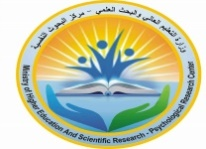 وزارة التعليم العالي والبحث العلمي - مركز البحوث النفسية
Ministry of Higher Education And Scientific Research - Psychological Research Center